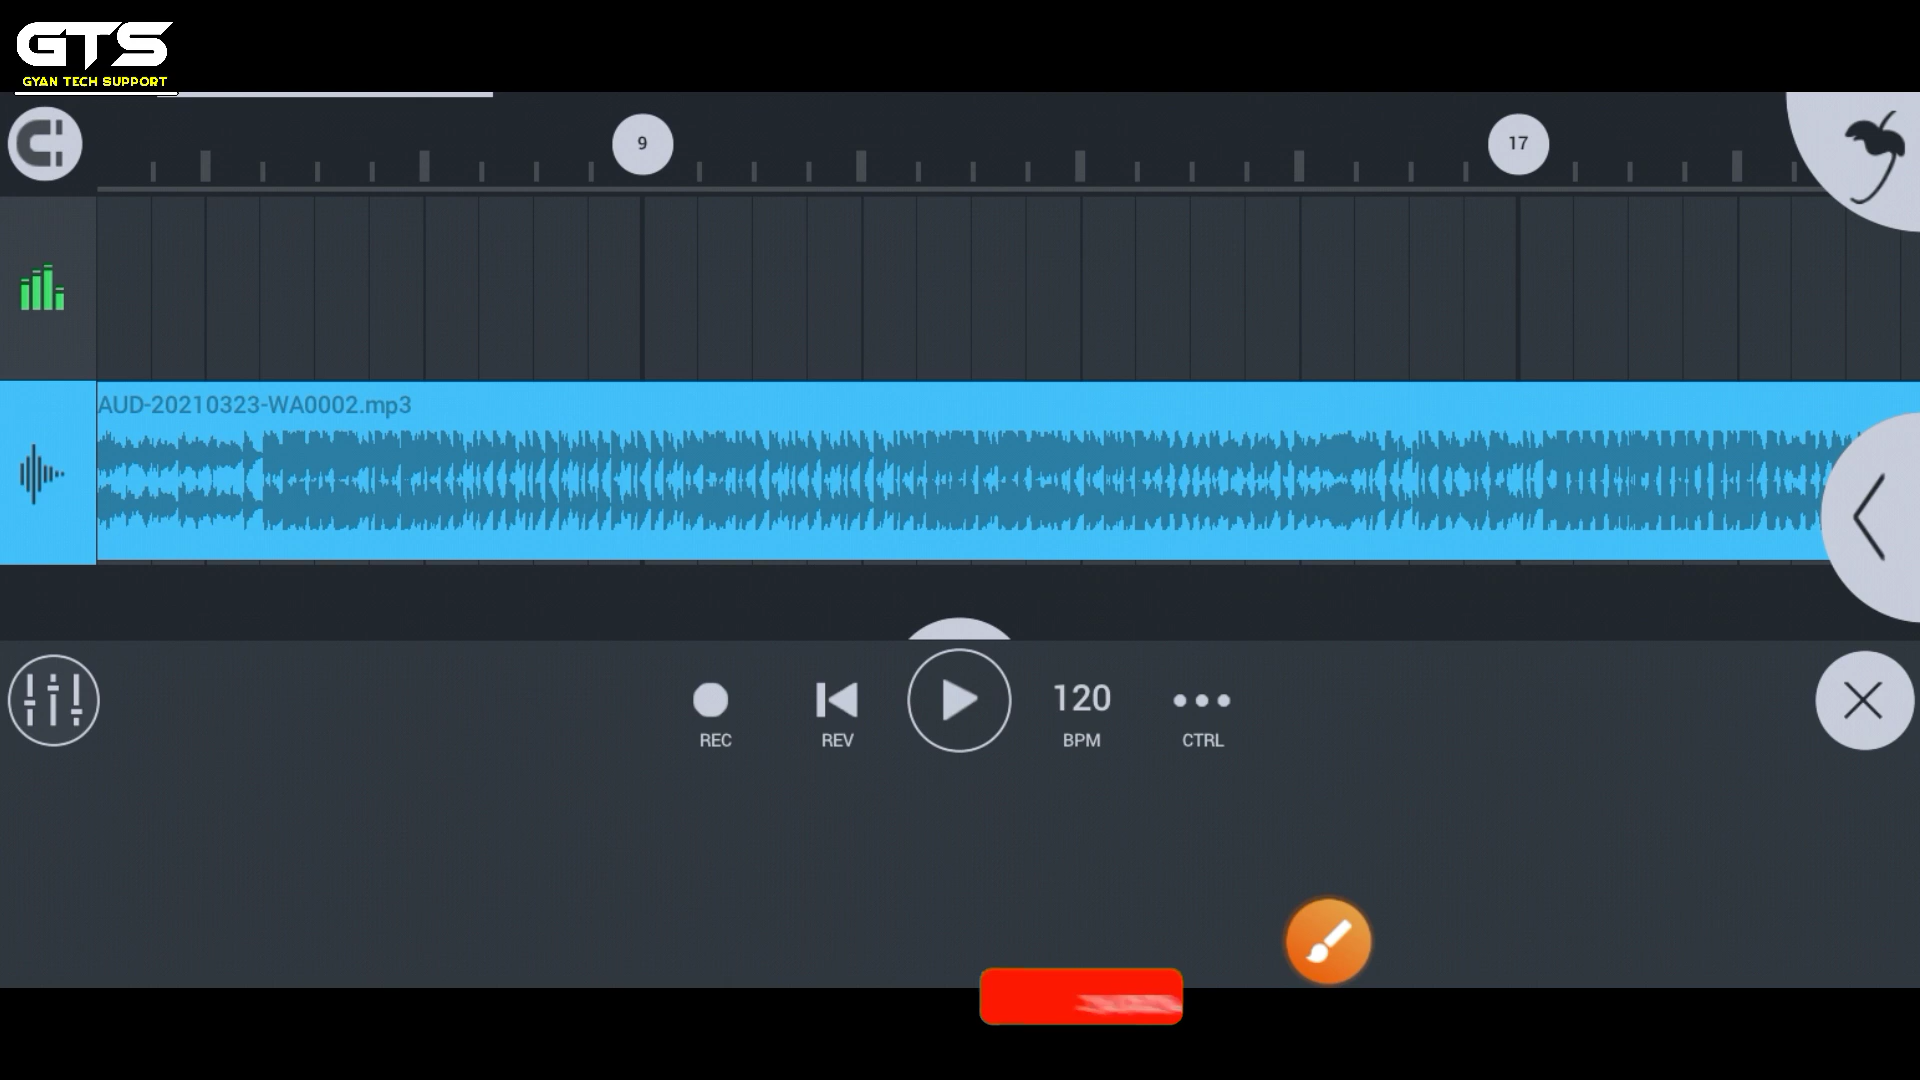 GTS
GYAN TECH SUPPORT
9
17
AUD-20210323-WA0002.mp3
120
REC
REV
BPM
CTRL